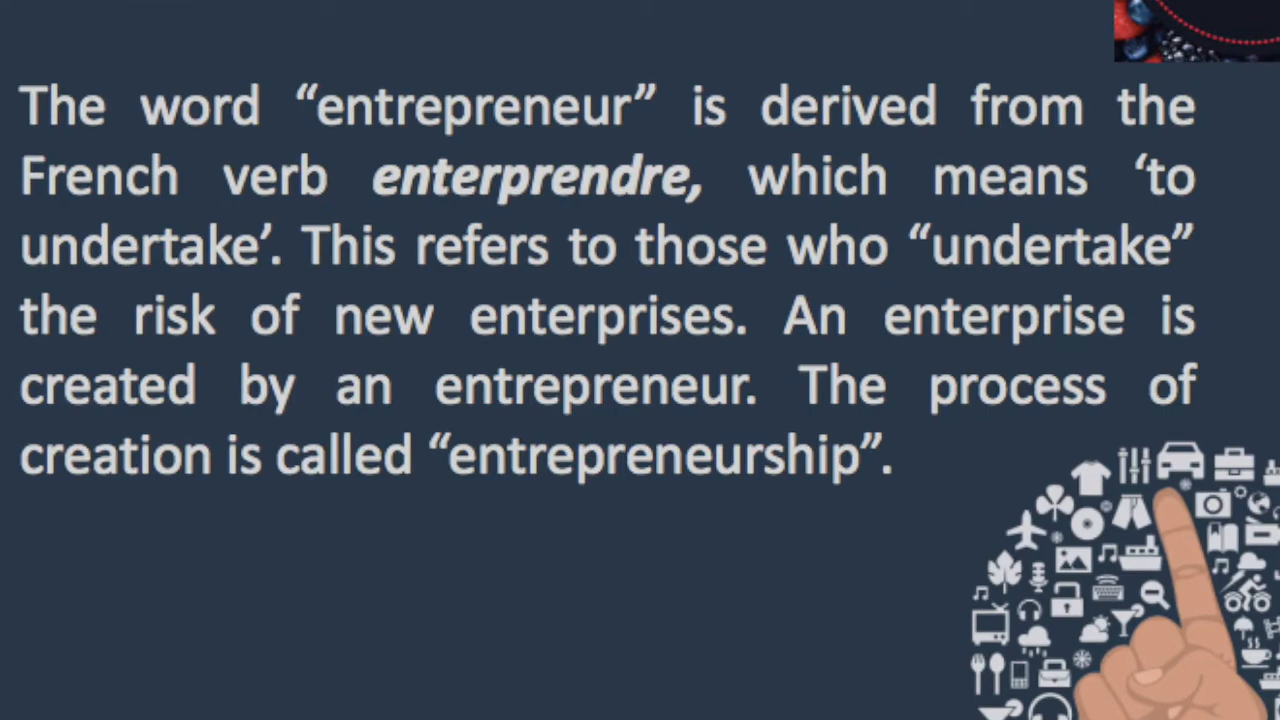 The word “entrepreneur” is derived from the
French verb enterprendre, which means ‘to
undertake’. This refers to those who “undertake”
the risk of new enterprises. An enterprise is
created by an entrepreneur. The process of
creation is called “entrepreneurship”.